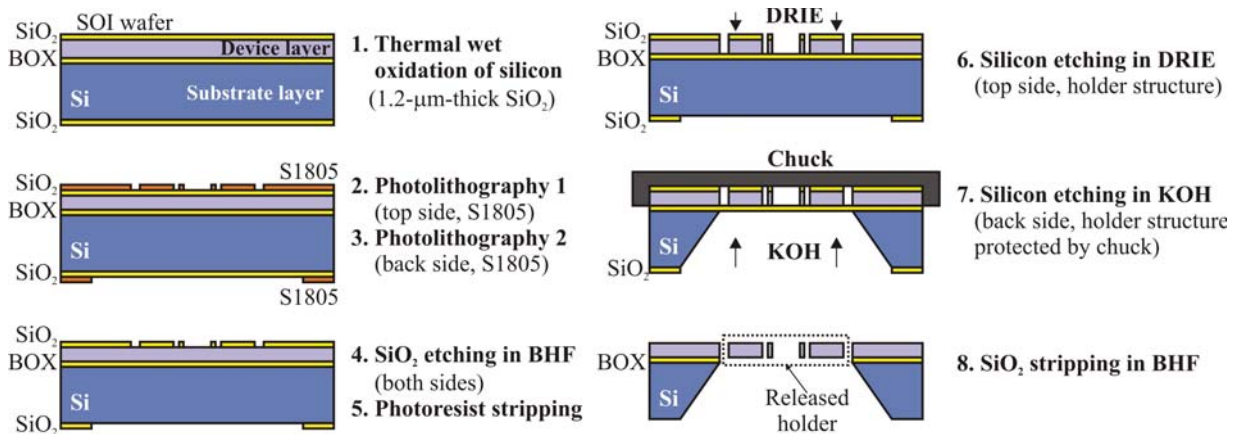 SOI wafer
SiO₂
Device layer
BOX
Si
Substrate layer
SiO₂
1. Thermal wet
oxidation of silicon
(1.2-μm-thick SiO₂)
S1805
SiO₂
BOX
Si
SiO₂
S1805
2. Photolithography 1
(top side, S1805)
3. Photolithography 2
(back side, S1805)
SiO₂
BOX
Si
SiO₂
4. SiO₂ etching in BHF
(both sides)
5. Photoresist stripping
DRIE
SiO₂
BOX
Si
SiO₂
6. Silicon etching in DRIE
(top side, holder structure)
Chuck
Si
KOH
SiO₂
7. Silicon etching in KOH
(back side, holder structure
protected by chuck)
BOX
Si
Released
holder
8. SiO₂ stripping in BHF